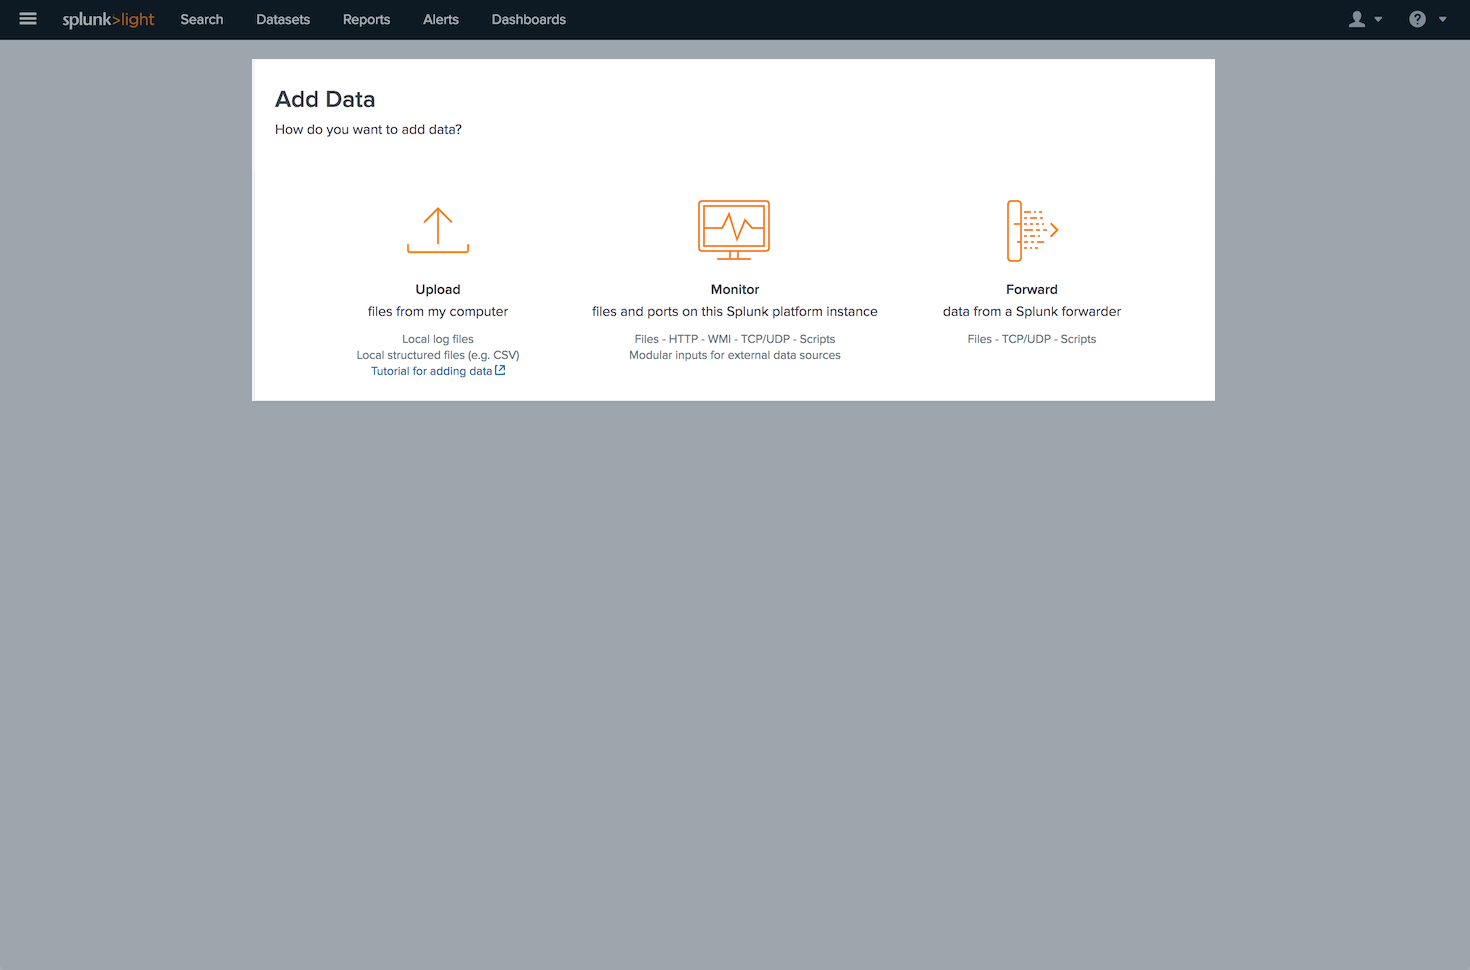 splunk>light Search Datasets Reports Alerts Dashboards ?
Add Data
How do you want to add data?
Upload
files from my computer
Local log files
Local structured files (e.g. CSV)
Tutorial for adding data
Monitor
files and ports on this Splunk platform instance
Files - HTTP - WMI - TCP/UDP - Scripts
Modular inputs for external data sources
Forward
data from a Splunk forwarder
Files - TCP/UDP - Scripts